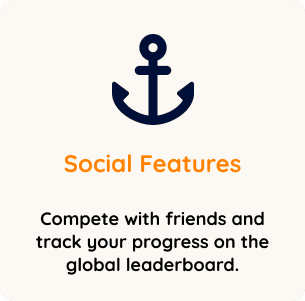 Social Features
Compete with friends and
track your progress on the
global leaderboard.